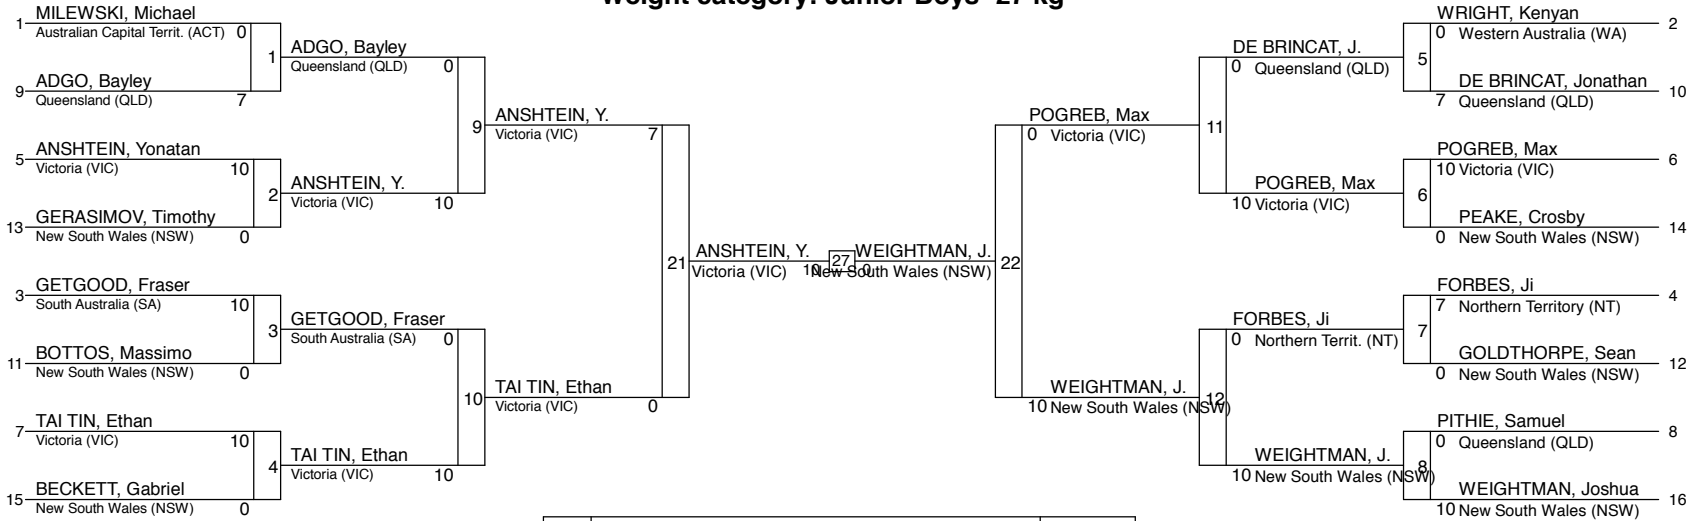 Weight category: Junior Boys -27 kg
1
MILEWSKI, Michael
Australian Capital Territ. (ACT)
0
9
ADGO, Bayley
Queensland (QLD)
7
1
5
ANSHTEIN, Yonatan
Victoria (VIC)
10
13
GERASIMOV, Timothy
New South Wales (NSW)
0
2
3
GETGOOD, Fraser
South Australia (SA)
10
11
BOTTOS, Massimo
New South Wales (NSW)
0
3
7
TAI TIN, Ethan
Victoria (VIC)
10
15
BECKETT, Gabriel
New South Wales (NSW)
0
4
ADGO, Bayley
Queensland (QLD)
0
ANSHTEIN, Y.
Victoria (VIC)
10
9
GETGOOD, Fraser
South Australia (SA)
0
TAI TIN, Ethan
Victoria (VIC)
10
10
ANSHTEIN, Y.
Victoria (VIC)
7
TAI TIN, Ethan
Victoria (VIC)
0
21
ANSHTEIN, Y.
Victoria (VIC)
10
27
WEIGHTMAN, J.
New South Wales (NSW)
0
22
POGREB, Max
0 Victoria (VIC)
WEIGHTMAN, J.
10 New South Wales (NSW)
11
DE BRINCAT, J.
0 Queensland (QLD)
POGREB, Max
10 Victoria (VIC)
12
FORBES, Ji
0 Northern Territ. (NT)
WEIGHTMAN, J.
10 New South Wales (NSW)
5
WRIGHT, Kenyan
0 Western Australia (WA)
2
DE BRINCAT, Jonathan
7 Queensland (QLD)
10
6
POGREB, Max
10 Victoria (VIC)
6
PEAKE, Crosby
0 New South Wales (NSW)
14
7
FORBES, Ji
7 Northern Territory (NT)
4
GOLDTHORPE, Sean
0 New South Wales (NSW)
12
8
PITHIE, Samuel
0 Queensland (QLD)
8
WEIGHTMAN, Joshua
10 New South Wales (NSW)
16